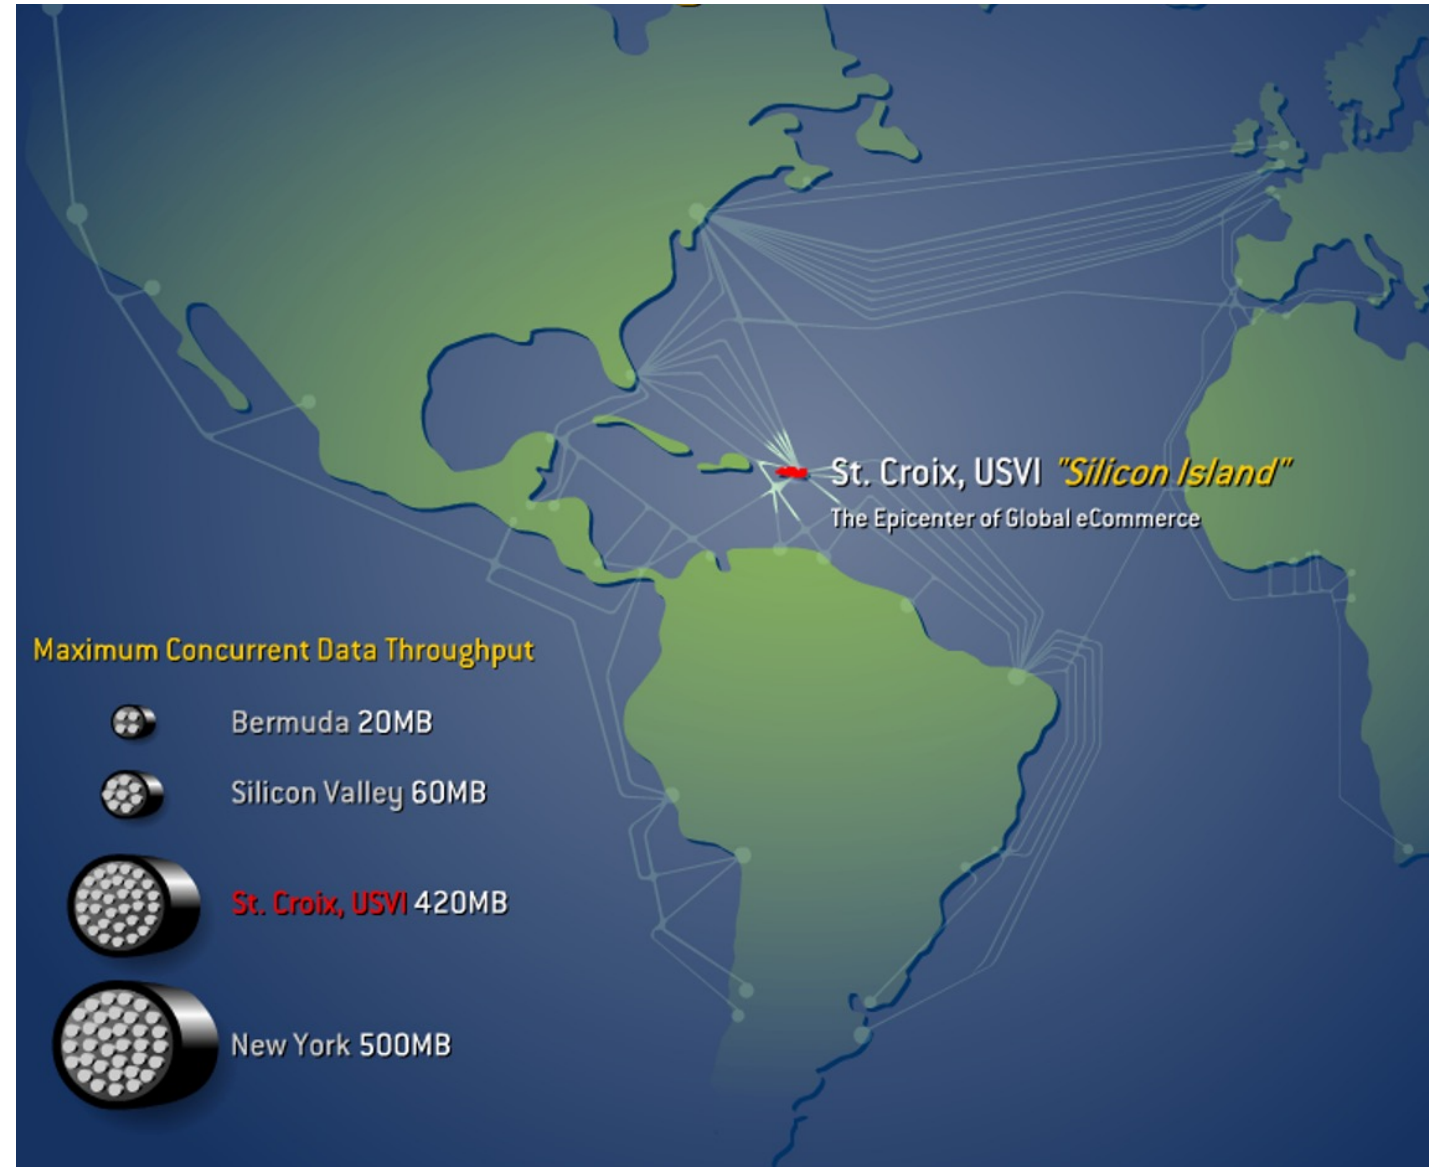 St. Croix, USVI "Silicon Island"
The Epicenter of Global eCommerce
Maximum Concurrent Data Throughput
Bermuda 20MB
Silicon Valley 60MB
St. Croix, USVI 420MB
New York 500MB